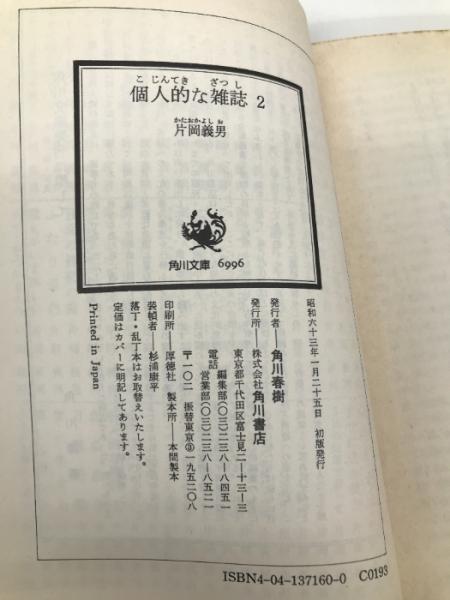 こじんてき ざつし
個人的な雑誌 2
かたおかよしお
片岡義男
角川文庫 6996
昭和六十三年一月二十五日 初版発行
発行者──角川春樹
発行所──株式会社角川書店
東京都千代田区富士見二─十三─三
電話 編集部(〇三)二三八─八四五一
営業部(〇三)二三八─八五二一
〒一〇二 振替東京③一九五二〇八
印刷所──厚徳社 製本所──本間製本
装幀者──杉浦康平
落丁・乱丁本はお取替えいたします。
定価はカバーに明記してあります。
Printed in Japan
ISBN4-04-137160-0 C0193